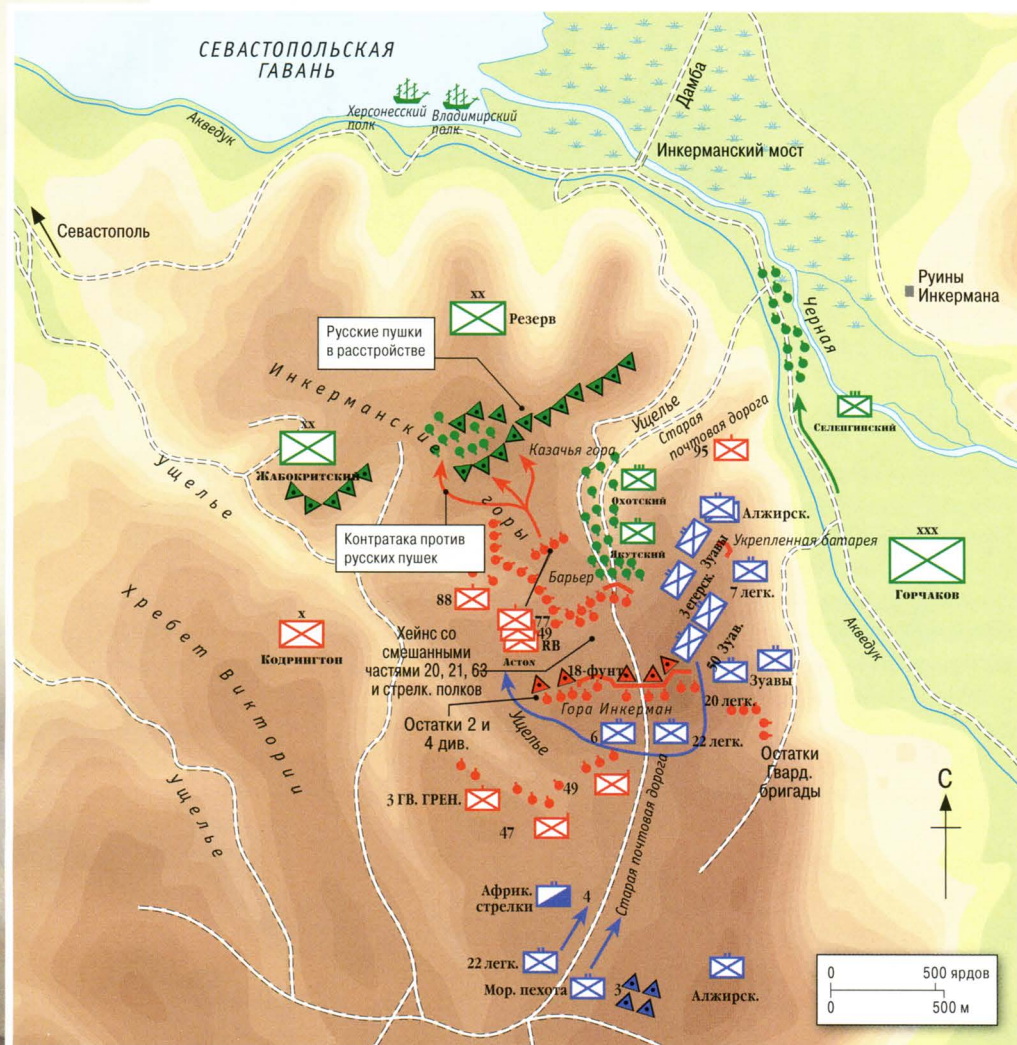 СЕВАСТОПОЛЬСКАЯ
ГАВАНЬ
Херсонесский
полк
Владимирский
полк
Акведук
Дамба
Инкерманский мост
Севастополь
Руины
Инкермана
Черная
xx
Резерв
Русские пушки
в расстройстве
Инкерманские
горы
Казачья гора
Ущелье
Старая
почтовая дорога
95
Селенгинский
xx
Жабокритский
Ущелье
Охотский
Якутский
Алжирск.
Укрепленная батарея
Зуавы
3 егерск.
7 легк.
xxx
Горчаков
Контратака против
русских пушек
Барьер
88
77
49
RB
Астох
Хейнс со
смешанными
частями 20, 21, 63
и стрелк. полков
x
Кодрингтон
Хребет Виктории
18-фунт.
50
Зуав.
Зуавы
20 легк.
Гора Инкерман
Остатки 2 и
4 див.
Ущелье
6
22 легк.
Остатки
Гвард.
бригады
Акведук
Ущелье
3 ГВ. ГРЕН.
49
47
С
Старая почтовая дорога
Африк.
стрелки
4
22 легк.
Мор. пехота
3
Алжирск.
0 500 ярдов
0 500 м